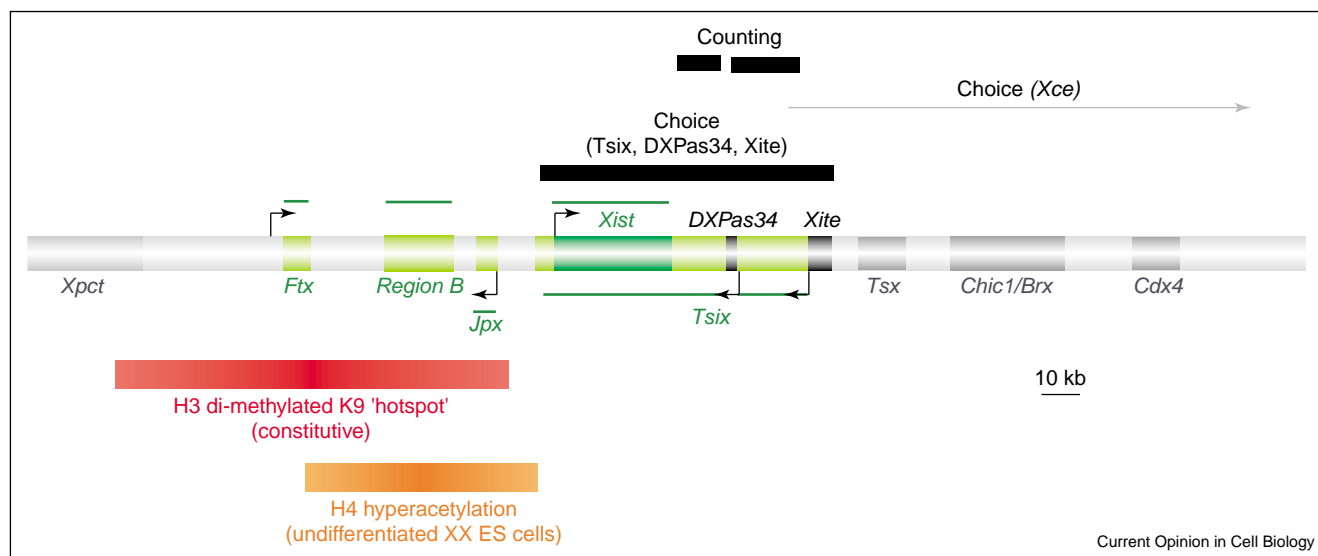 Counting
Choice (Xce)
Choice
(Tsix, DXPas34, Xite)
Xist
DXPas34
Xite
Xpct
Ftx
Region B
Jpx
Tsix
Tsx
Chic1/Brx
Cdx4
10 kb
H3 di-methylated K9 'hotspot'
(constitutive)
H4 hyperacetylation
(undifferentiated XX ES cells)
Current Opinion in Cell Biology